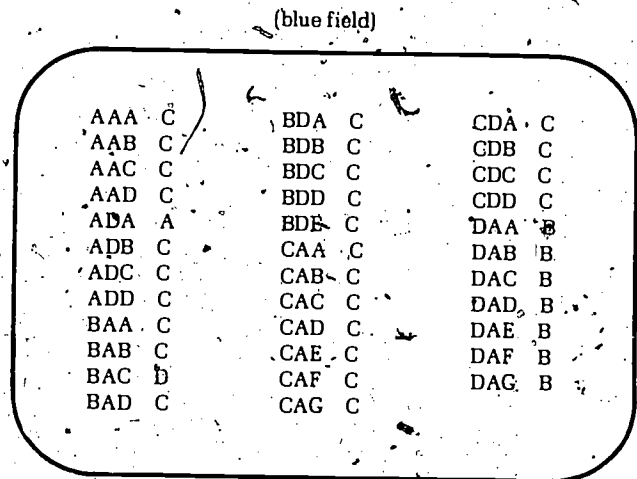 (blue field)
AAA C
AAB C
AAC C
AAD C
ADA A
ADB C
ADC C
ADD C
BAA C
BAB C
BAC D
BAD C
BDA C
BDB C
BDC C
BDD C
BDE C
CAA C
CAB C
CAC C
CAD C
CAE C
CAF C
CAG C
CDA C
CDB C
CDC C
CDD C
DAA B
DAB B
DAC B
DAD B
DAE B
DAF B
DAG B